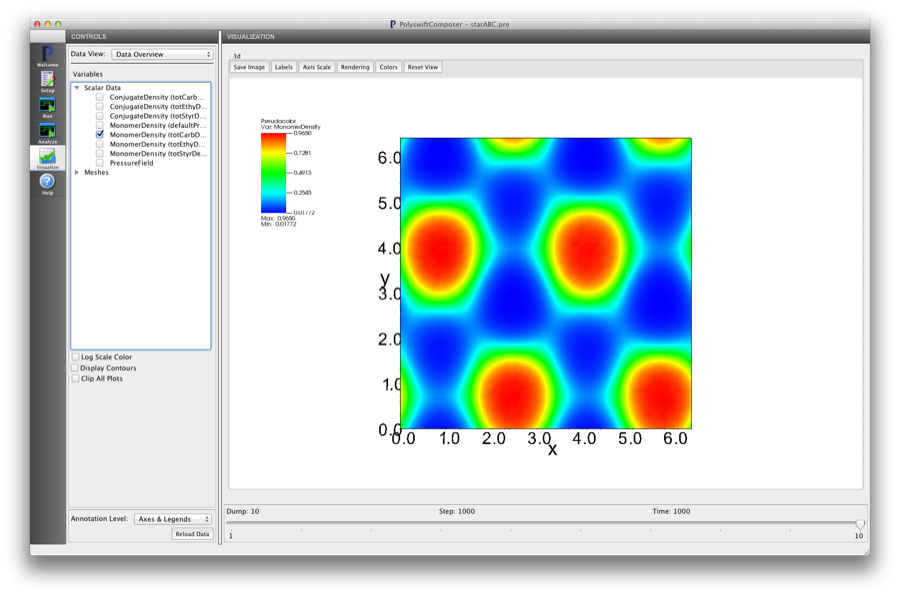 PolyswiftComposer - starABC.pre
CONTROLS
VISUALIZATION
Welcome
Setup
Run
Analyze
Visualize
Help
Data View: Data Overview
Variables
Scalar Data
ConjugateDensity (totCarb...
ConjugateDensity (totEthyD...
ConjugateDensity (totStyrD...
MonomerDensity (defaultPr...
MonomerDensity (totCarbD...
MonomerDensity (totEthyD...
MonomerDensity (totStyrDe...
PressureField
Meshes
Log Scale Color
Display Contours
Clip All Plots
Annotation Level: Axes & Legends
Reload Data
3d
Save Image Labels Axis Scale Rendering Colors Reset View
Pseudocolor
Var: MonomerDensity
0.9650
0.7281
0.4913
0.2545
0.01772
Max: 0.9650
Min: 0.01772
6.0
5.0
4.0
y
3.0
2.0
1.0
0.0
0.0 1.0 2.0 3.0 4.0 5.0 6.0
x
Dump: 10 Step: 1000 Time: 1000
1 10